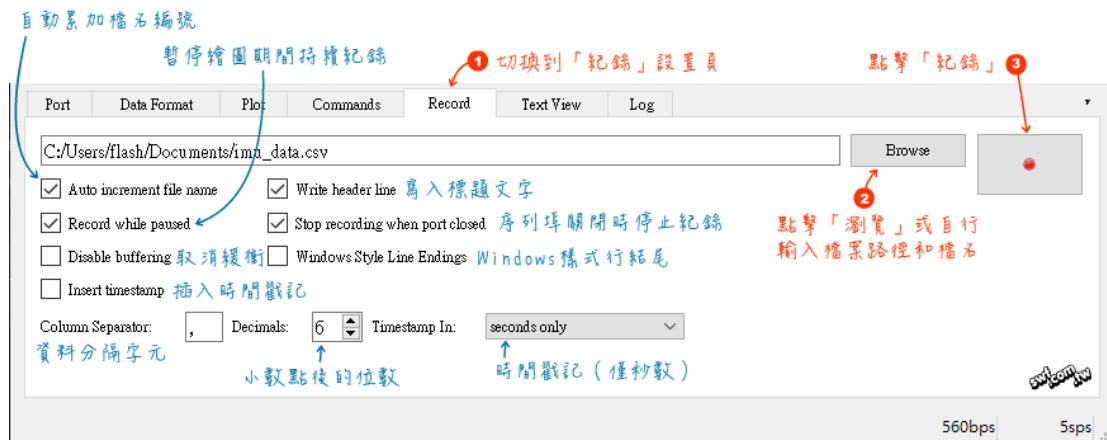 自動累加檔名編號
暫停繪圖期間持續紀錄
1 切換到「紀錄」設置頁
點擊「紀錄」 3
Port Data Format Plot Commands Record Text View Log
C:/Users/flash/Documents/imu_data.csv
Browse
Auto increment file name
Write header line 寫入標題文字
2
Record while paused
Stop recording when port closed 序列埠關閉時停止紀錄
點擊「瀏覽」或自行
輸入檔案路徑和檔名
Disable buffering 取消緩衝
Windows Style Line Endings Windows樣式行結尾
Insert timestamp 插入時間戳記
Column Separator: , Decimals: 6 Timestamp In: seconds only
資料分隔字元
小數點後的位數
時間戳記(僅秒數)
swf.com.tw
560bps 5sps